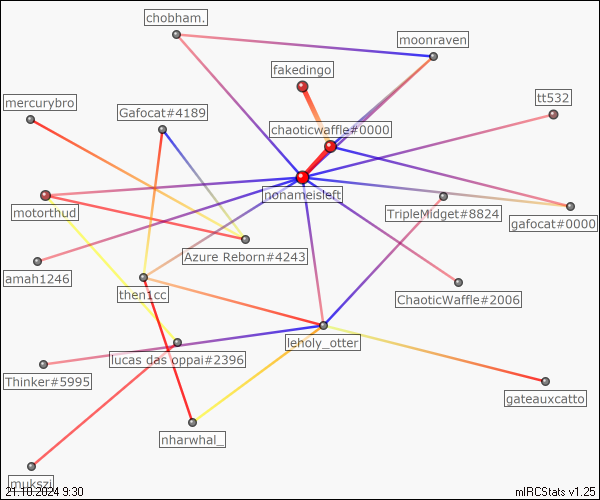 chobham.
moonraven
fakedingo
tt532
mercurybro
Gafocat#4189
chaoticwaffle#0000
nonameisleft
motorthud
TripleMidget#8824
gafocat#0000
Azure Reborn#4243
amah1246
then1cc
ChaoticWaffle#2006
leholy_otter
lucas das oppai#2396
Thinker#5995
gateauxcatto
nharwhal_
mukszi
21.10.2024 9:30
mIRCStats v1.25